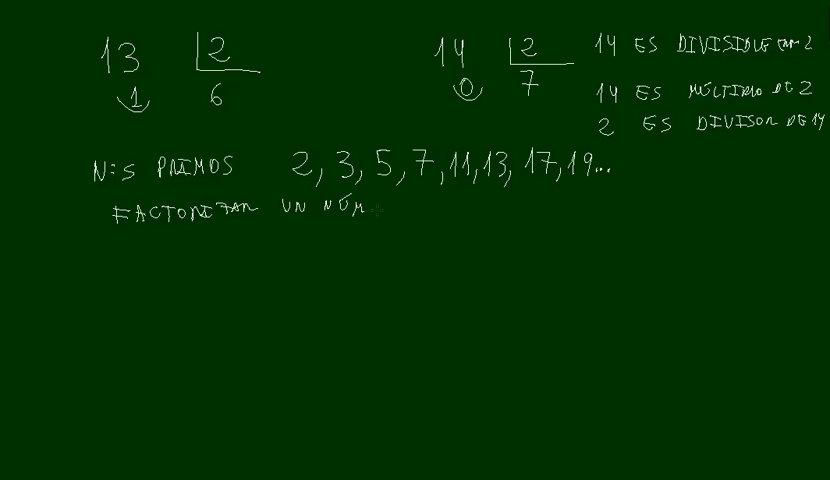 13 2 14 2 14 ES DIVISIBLE ENTRE 2
1 6 0 7 14 ES MÚLTIPLO DE 2
2 ES DIVISOR DE 14
N:S PRIMOS 2, 3, 5, 7, 11, 13, 17, 19...
FACTORIZAR UN NÚM